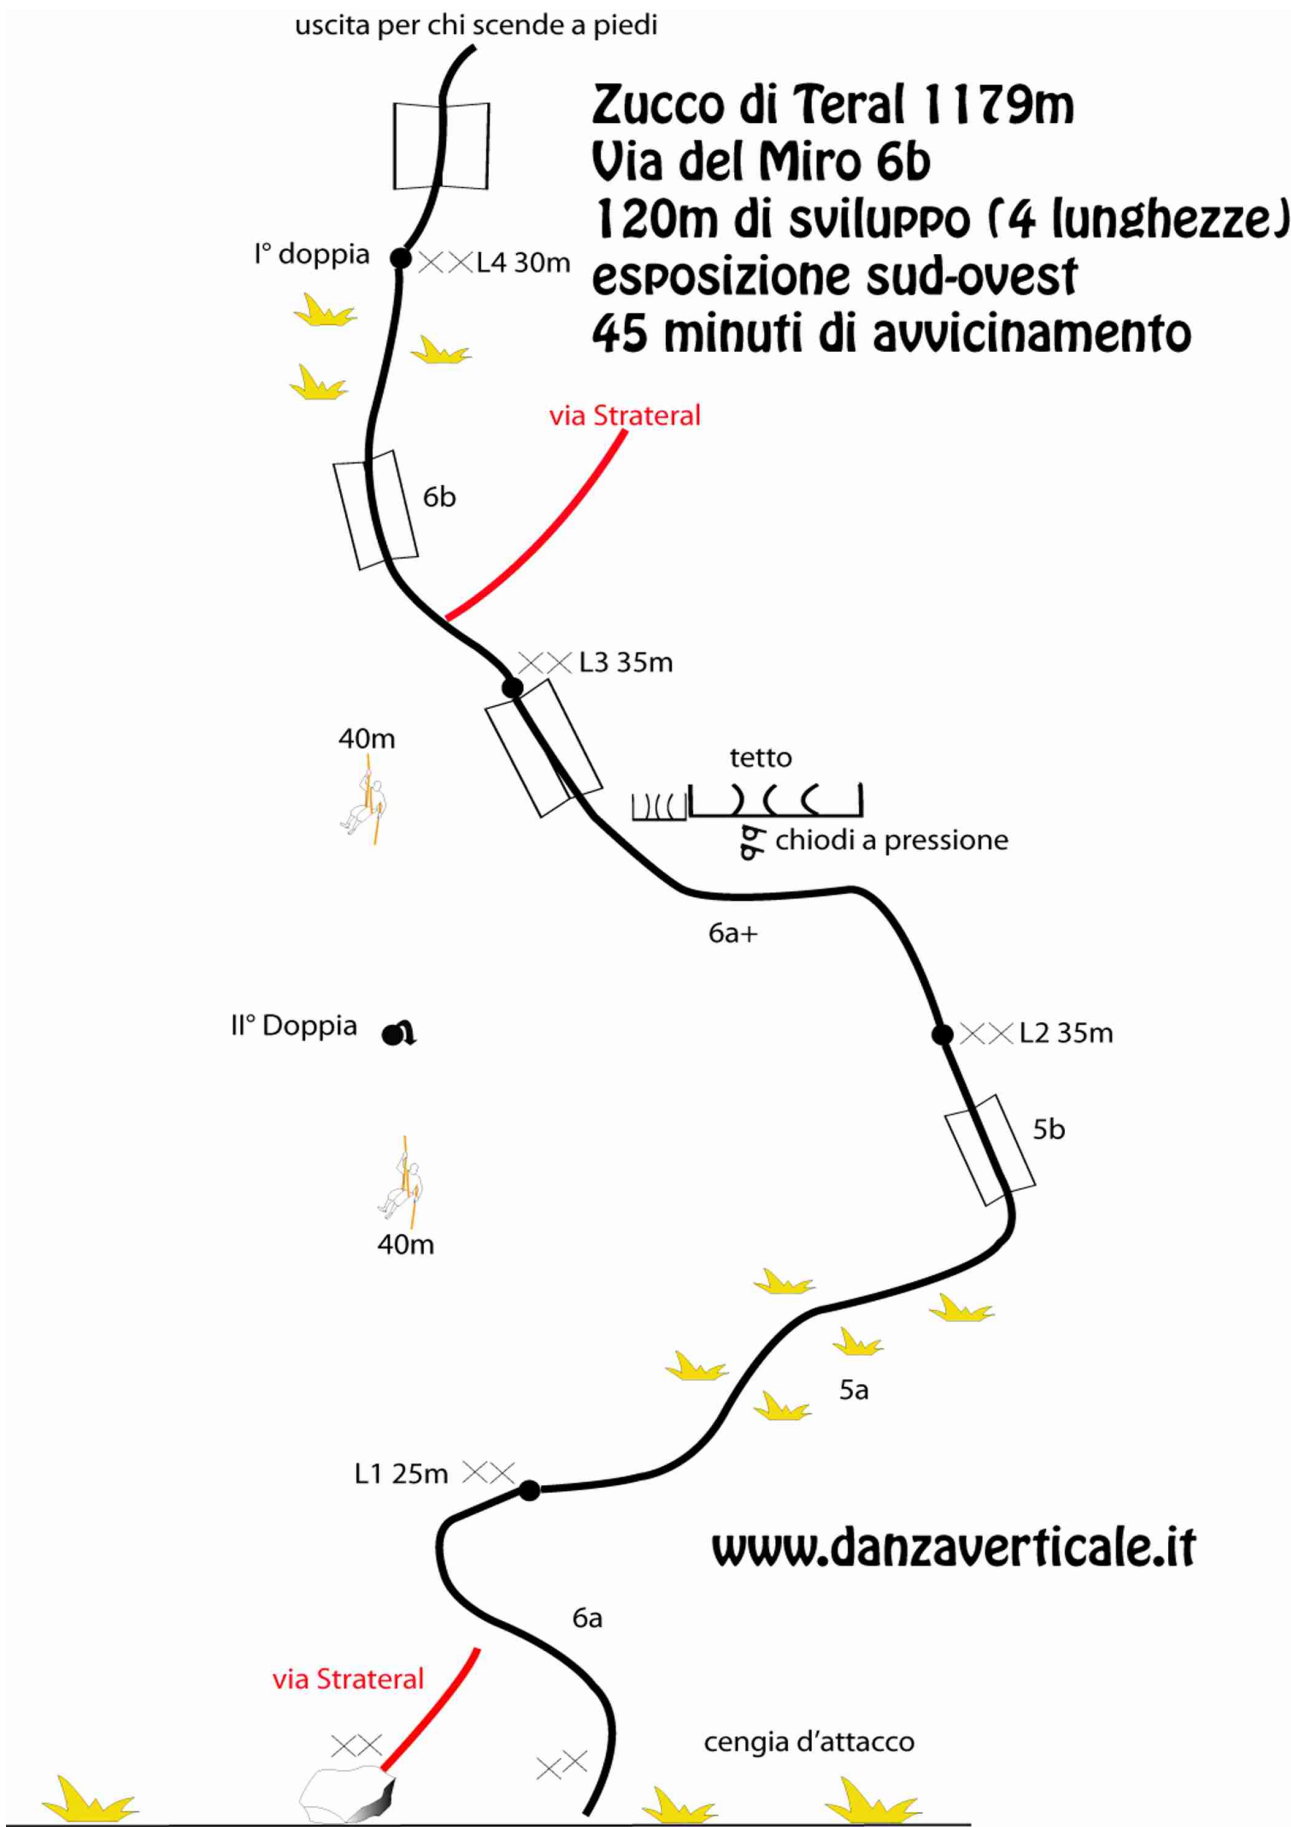 uscita per chi scende a piedi
Zucco di Teral 1179m
Via del Miro 6b
120m di sviluppo (4 lunghezze)
esposizione sud-ovest
45 minuti di avvicinamento
I° doppia
L4 30m
via Strateral
6b
L3 35m
40m
tetto
chiodi a pressione
6a+
II° Doppia
L2 35m
5b
40m
5a
L1 25m
www.danzaverticale.it
6a
via Strateral
cengia d'attacco